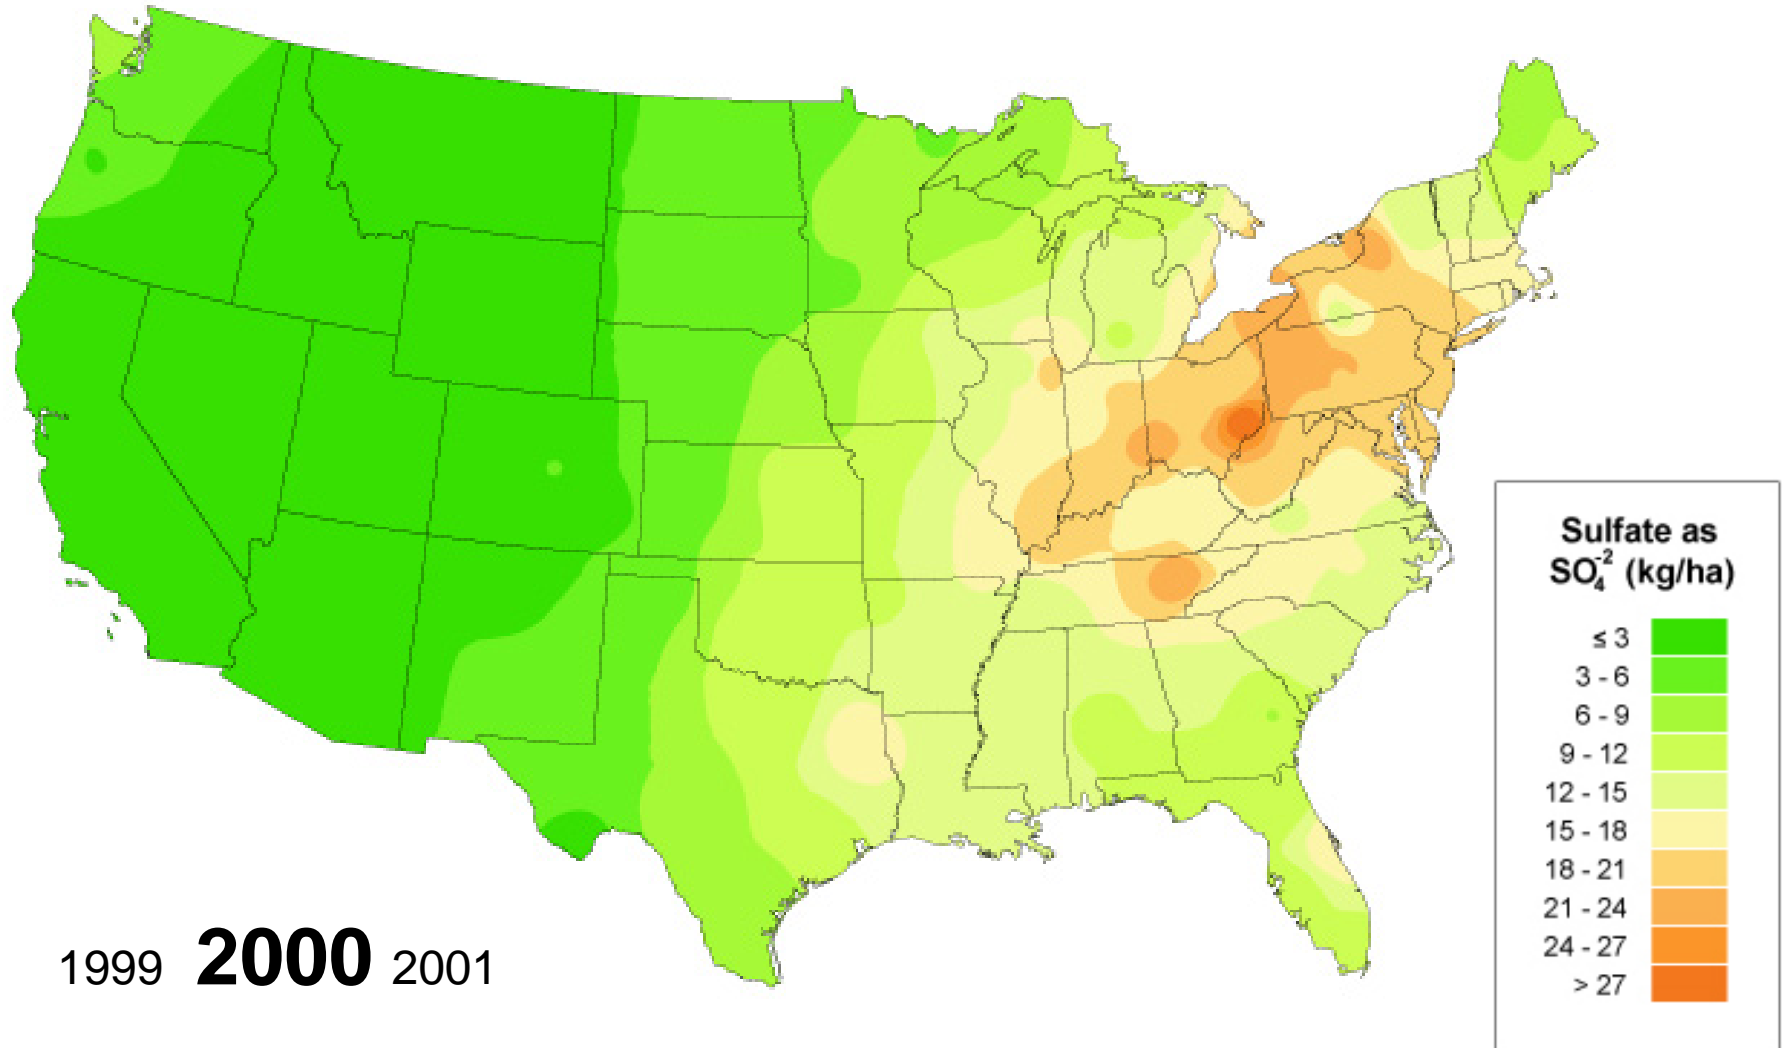 Sulfate as
SO₄⁻² (kg/ha)
≤ 3
3 - 6
6 - 9
9 - 12
12 - 15
15 - 18
18 - 21
21 - 24
24 - 27
> 27
1999 2000 2001